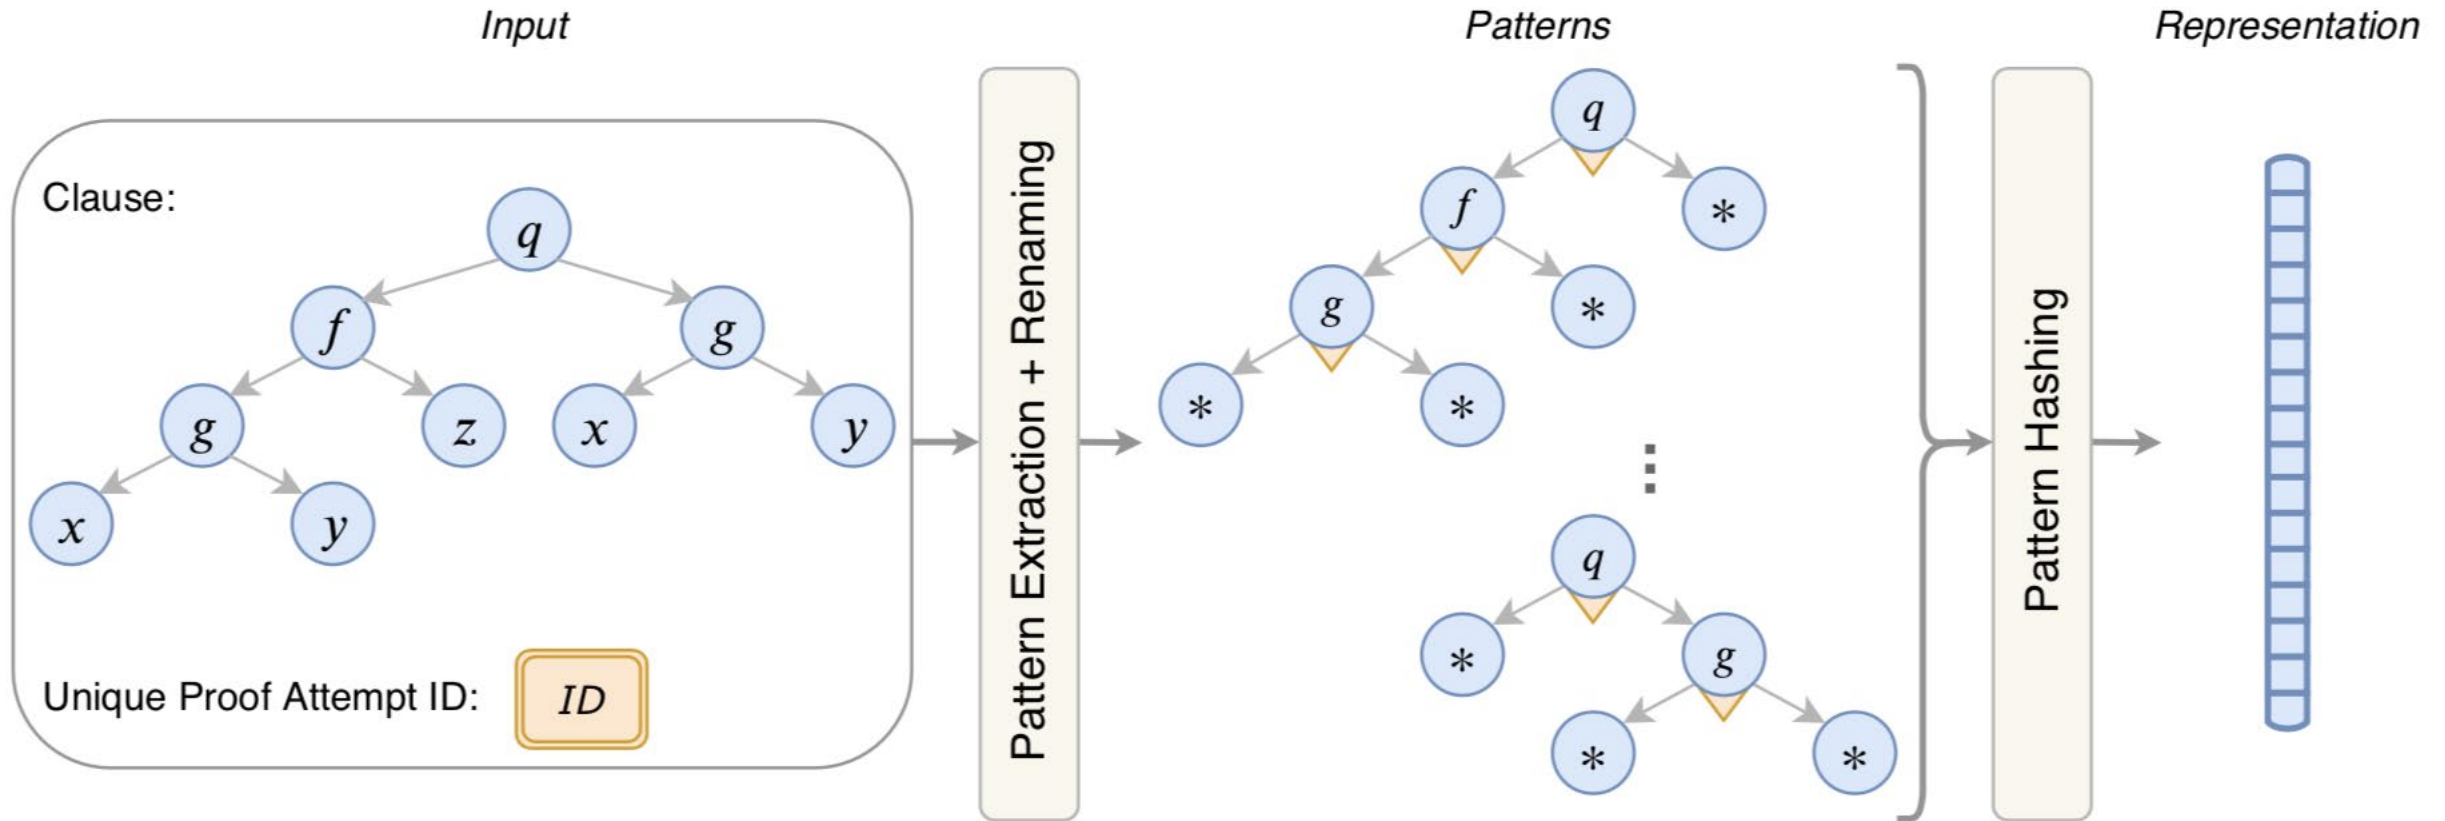 Input
Patterns
Representation
Clause:
q
f
g
g
z
x
y
x
y
Unique Proof Attempt ID:
ID
Pattern Extraction + Renaming
q
f
*
g
*
*
*
q
*
g
*
*
Pattern Hashing